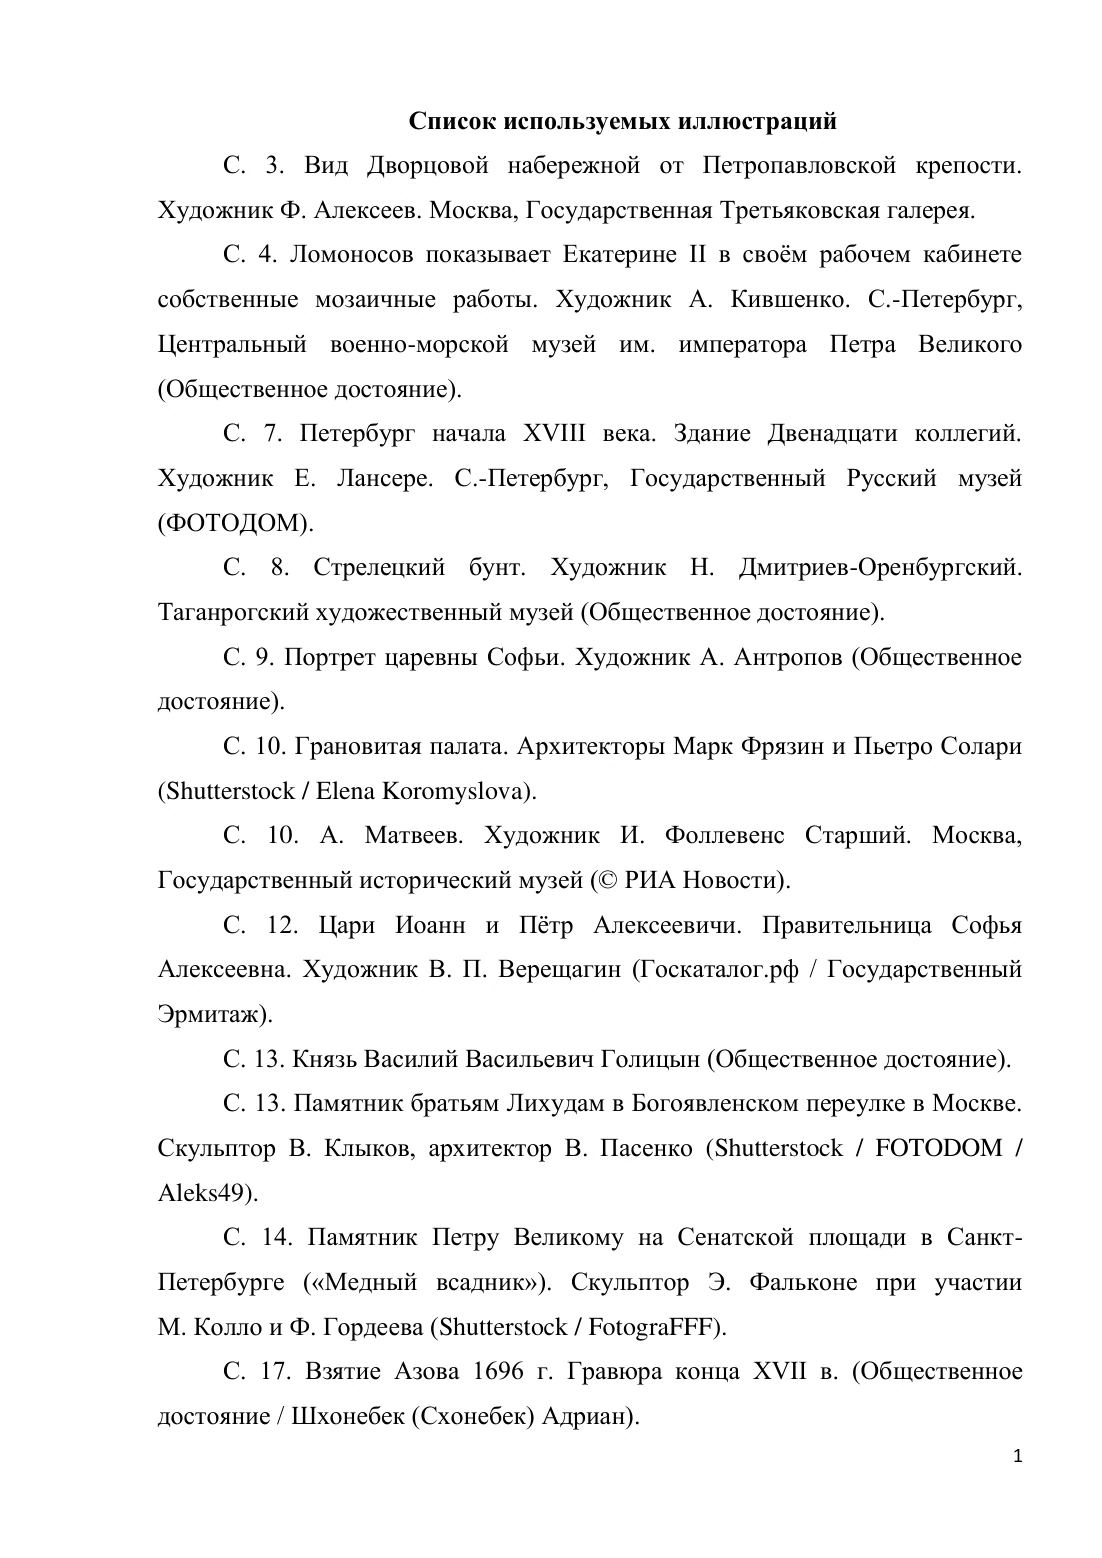 Список используемых иллюстраций
С. 3. Вид Дворцовой набережной от Петропавловской крепости.
Художник Ф. Алексеев. Москва, Государственная Третьяковская галерея.
С. 4. Ломоносов показывает Екатерине II в своём рабочем кабинете
собственные мозаичные работы. Художник А. Кившенко. С.-Петербург,
Центральный военно-морской музей им. императора Петра Великого
(Общественное достояние).
С. 7. Петербург начала XVIII века. Здание Двенадцати коллегий.
Художник Е. Лансере. С.-Петербург, Государственный Русский музей
(ФОТОДОМ).
С. 8. Стрелецкий бунт. Художник Н. Дмитриев-Оренбургский.
Таганрогский художественный музей (Общественное достояние).
С. 9. Портрет царевны Софьи. Художник А. Антропов (Общественное
достояние).
С. 10. Грановитая палата. Архитекторы Марк Фрязин и Пьетро Солари
(Shutterstock / Elena Koromyslova).
С. 10. А. Матвеев. Художник И. Фоллевенс Старший. Москва,
Государственный исторический музей (© РИА Новости).
С. 12. Цари Иоанн и Пётр Алексеевичи. Правительница Софья
Алексеевна. Художник В. П. Верещагин (Госкаталог.рф / Государственный
Эрмитаж).
С. 13. Князь Василий Васильевич Голицын (Общественное достояние).
С. 13. Памятник братьям Лихудам в Богоявленском переулке в Москве.
Скульптор В. Клыков, архитектор В. Пасенко (Shutterstock / FOTODOM /
Aleks49).
С. 14. Памятник Петру Великому на Сенатской площади в Санкт-
Петербурге («Медный всадник»). Скульптор Э. Фальконе при участии
М. Колло и Ф. Гордеева (Shutterstock / FotograFFF).
С. 17. Взятие Азова 1696 г. Гравюра конца XVII в. (Общественное
достояние / Шхонебек (Схонебек) Адриан).
1